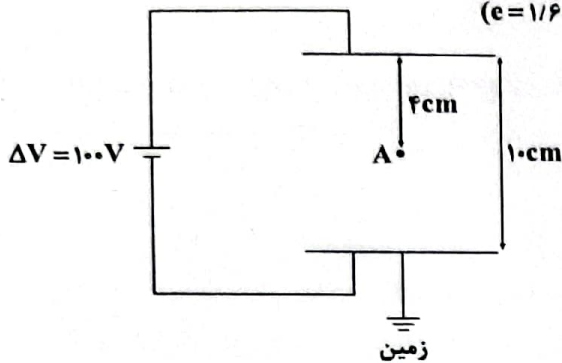 (e = ۱/۶
۴cm
ΔV = ۱۰۰V
A
۱۰cm
زمین